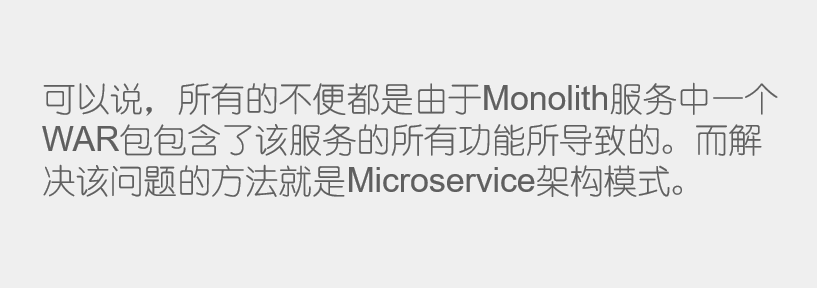 可以说，所有的不便都是由于Monolith服务中一个
WAR包包含了该服务的所有功能所导致的。而解
决该问题的方法就是Microservice架构模式。